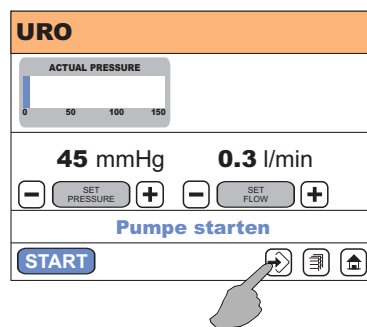 URO
ACTUAL PRESSURE
0 50 100 150
45 mmHg 0.3 l/min
− SET PRESSURE + − SET FLOW +
Pumpe starten
START